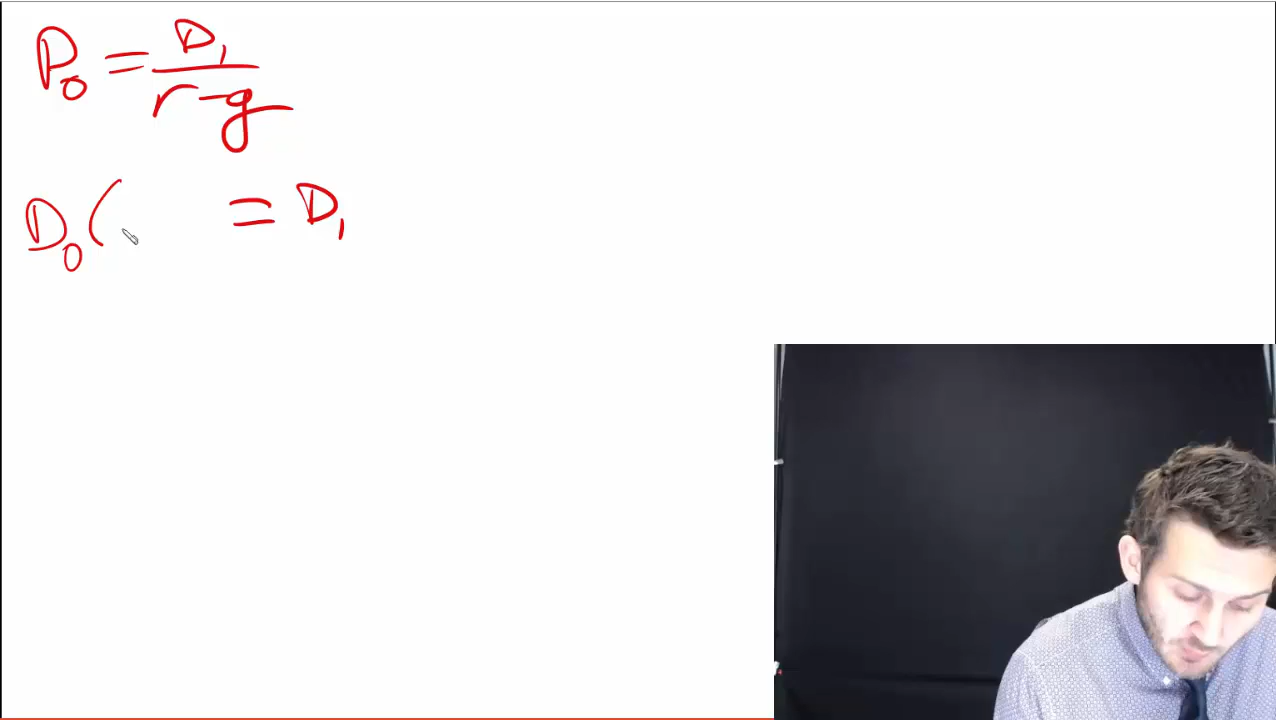 P₀ = D₁ / r - g
D₀( = D₁